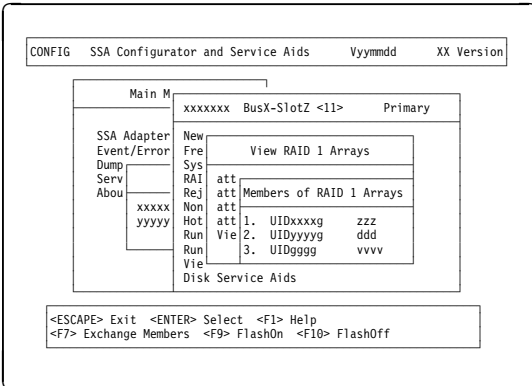 CONFIG SSA Configurator and Service Aids Vyymmdd XX Version
Main M
xxxxxxx BusX-SlotZ <11> Primary
SSA Adapter New
Event/Error Fre View RAID 1 Arrays
Dump Sys
Serv RAI att
Abou Rej att Members of RAID 1 Arrays
xxxxx Non att
yyyyy Hot att 1. UIDxxxxg zzz
Run Vie 2. UIDyyyyg ddd
Run 3. UIDgggg vvvv
Vie
Disk Service Aids
<ESCAPE> Exit <ENTER> Select <F1> Help
<F7> Exchange Members <F9> FlashOn <F10> FlashOff